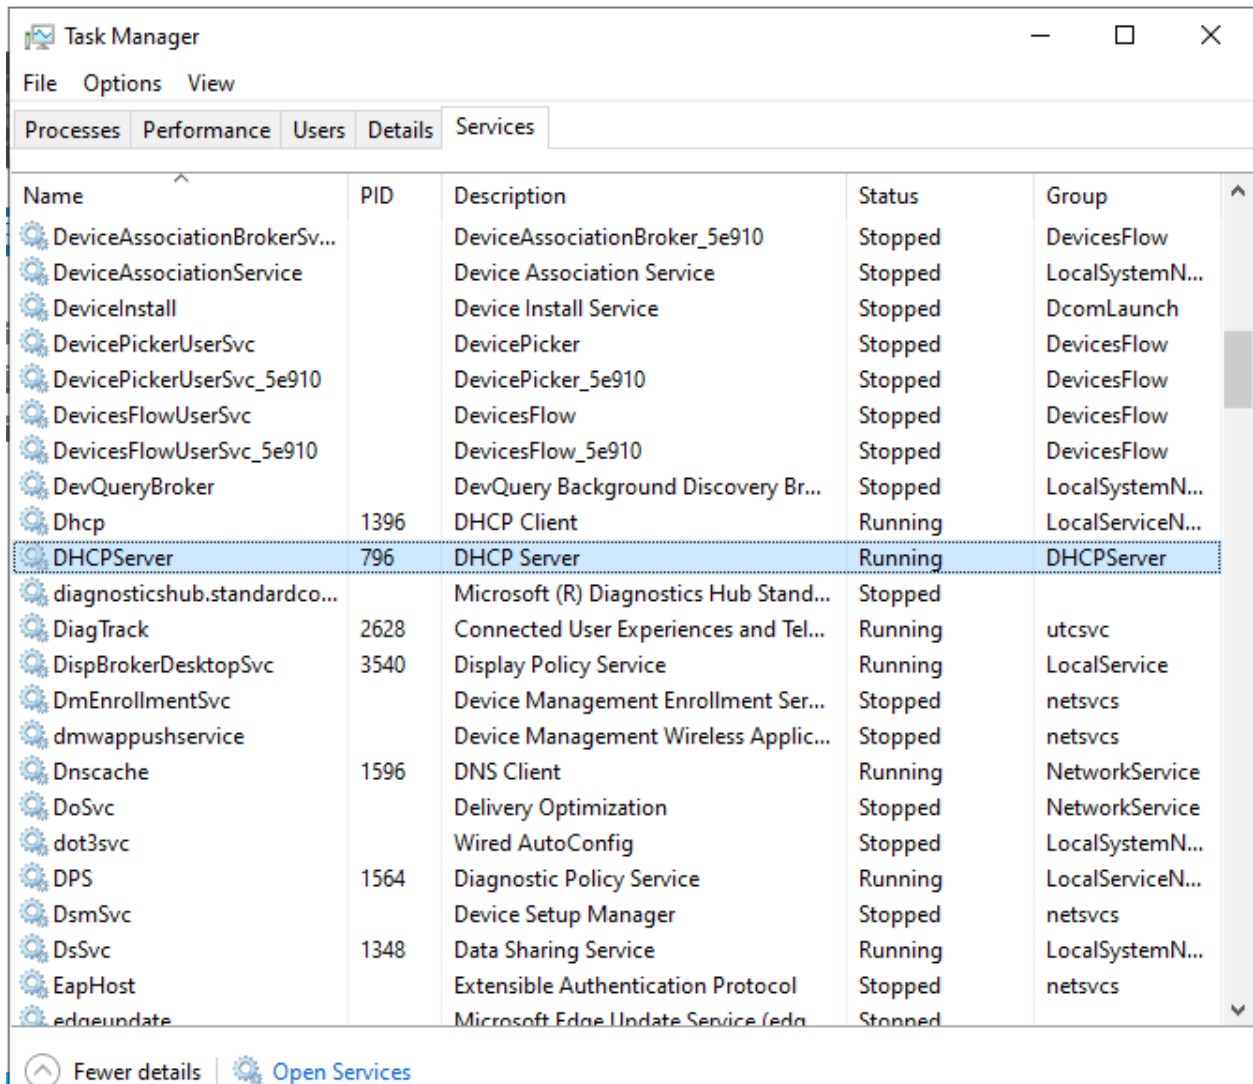 Task Manager
File Options View
Processes Performance Users Details Services
Name PID Description Status Group
DeviceAssociationBrokerSv... DeviceAssociationBroker_5e910 Stopped DevicesFlow
DeviceAssociationService Device Association Service Stopped LocalSystemN...
DeviceInstall Device Install Service Stopped DcomLaunch
DevicePickerUserSvc DevicePicker Stopped DevicesFlow
DevicePickerUserSvc_5e910 DevicePicker_5e910 Stopped DevicesFlow
DevicesFlowUserSvc DevicesFlow Stopped DevicesFlow
DevicesFlowUserSvc_5e910 DevicesFlow_5e910 Stopped DevicesFlow
DevQueryBroker DevQuery Background Discovery Br... Stopped LocalSystemN...
Dhcp 1396 DHCP Client Running LocalServiceN...
DHCPServer 796 DHCP Server Running DHCPServer
diagnosticshub.standardco... Microsoft (R) Diagnostics Hub Stand... Stopped
DiagTrack 2628 Connected User Experiences and Tel... Running utcsvc
DispBrokerDesktopSvc 3540 Display Policy Service Running LocalService
DmEnrollmentSvc Device Management Enrollment Ser... Stopped netsvcs
dmwappushservice Device Management Wireless Applic... Stopped netsvcs
Dnscache 1596 DNS Client Running NetworkService
DoSvc Delivery Optimization Stopped NetworkService
dot3svc Wired AutoConfig Stopped LocalSystemN...
DPS 1564 Diagnostic Policy Service Running LocalServiceN...
DsmSvc Device Setup Manager Stopped netsvcs
DsSvc 1348 Data Sharing Service Running LocalSystemN...
EapHost Extensible Authentication Protocol Stopped netsvcs
edgeupdate Microsoft Edge Update Service (edg Stopped
Fewer details Open Services